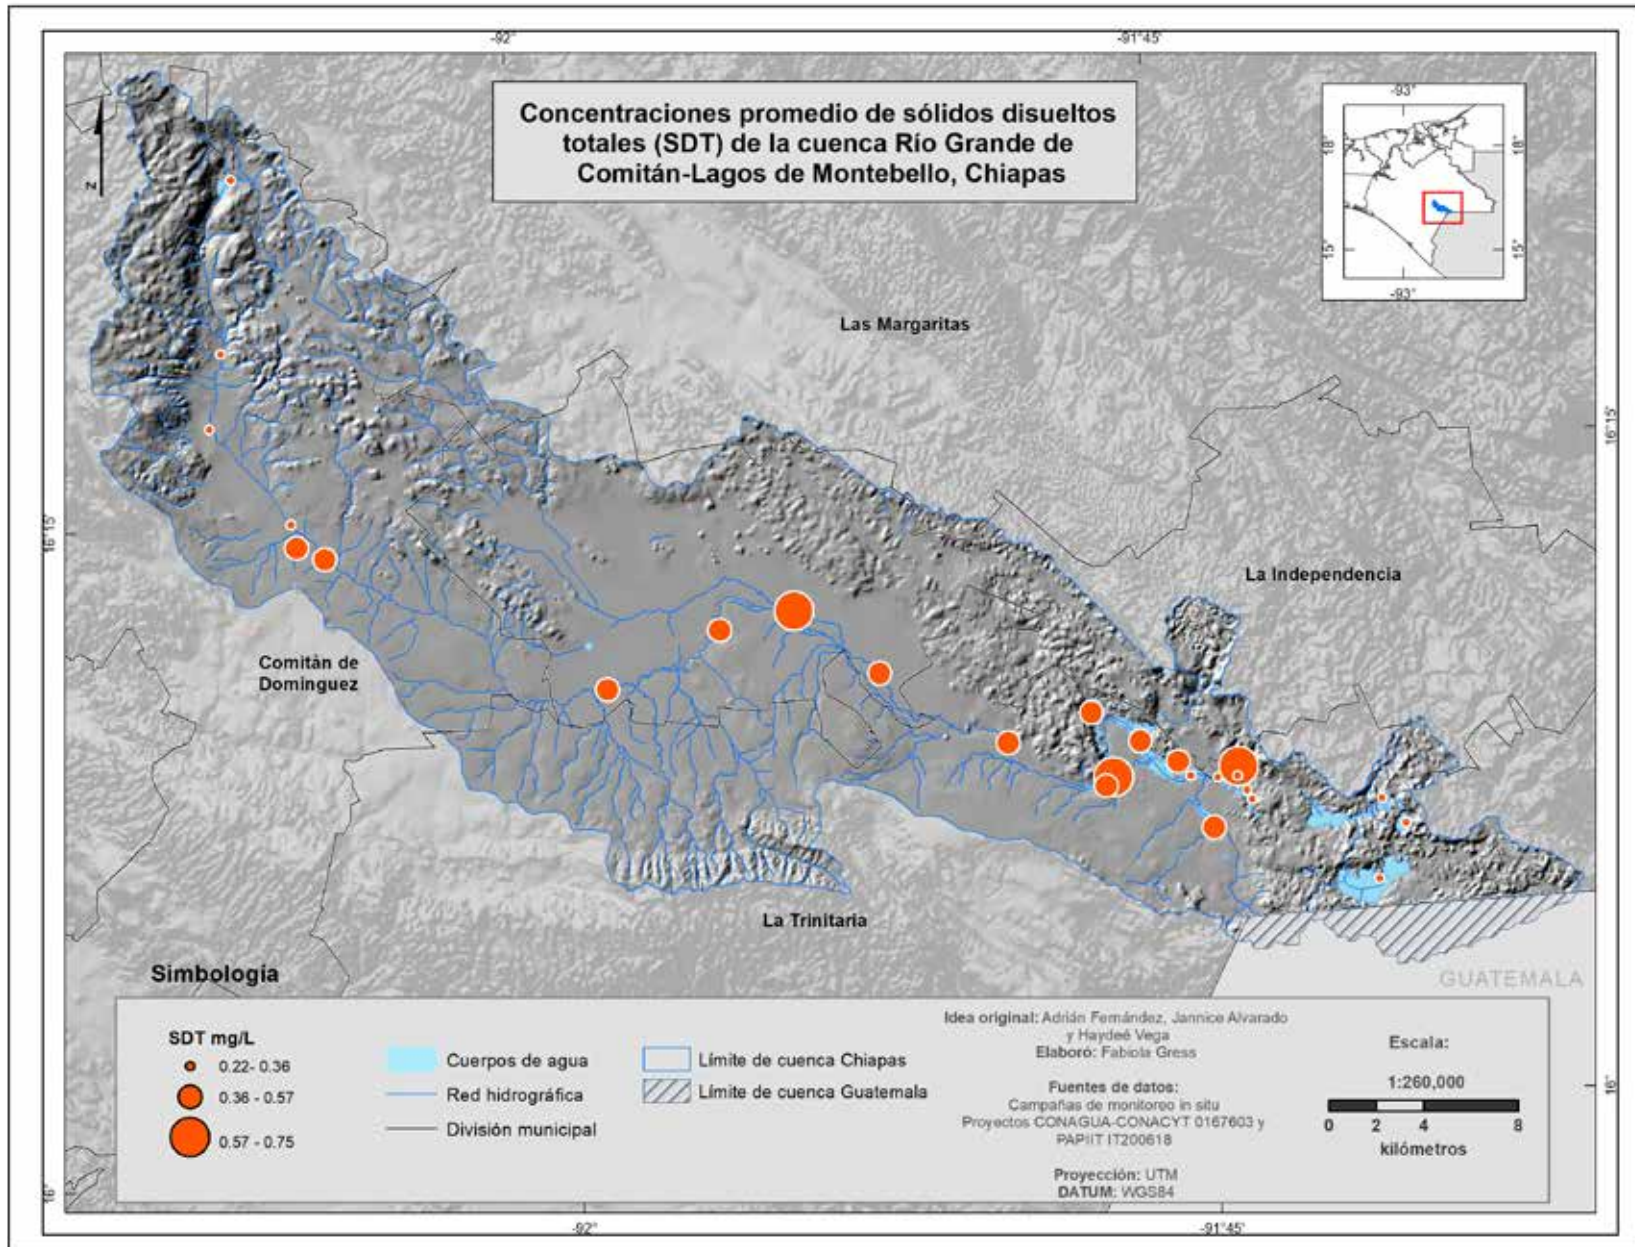 -92°
-91°45'
Concentraciones promedio de sólidos disueltos
totales (SDT) de la cuenca Río Grande de
Comitán-Lagos de Montebello, Chiapas
-93°
18°
18°
15°
15°
-93°
N
Las Margaritas
16°15'
16°15'
La Independencia
Comitán de
Domínguez
La Trinitaria
GUATEMALA
Simbología
SDT mg/L
0.22- 0.36
0.36 - 0.57
0.57 - 0.75
Cuerpos de agua
Red hidrográfica
División municipal
Límite de cuenca Chiapas
Límite de cuenca Guatemala
Idea original: Adrián Fernández, Jannice Alvarado
y Haydeé Vega
Elaboró: Fabiola Gress
Fuentes de datos:
Campañas de monitoreo in situ
Proyectos CONAGUA-CONACYT 0167603 y
PAPIIT IT200618
Proyección: UTM
DATUM: WGS84
Escala:
1:260,000
0 2 4 8
kilómetros
16°
16°
-92°
-91°45'